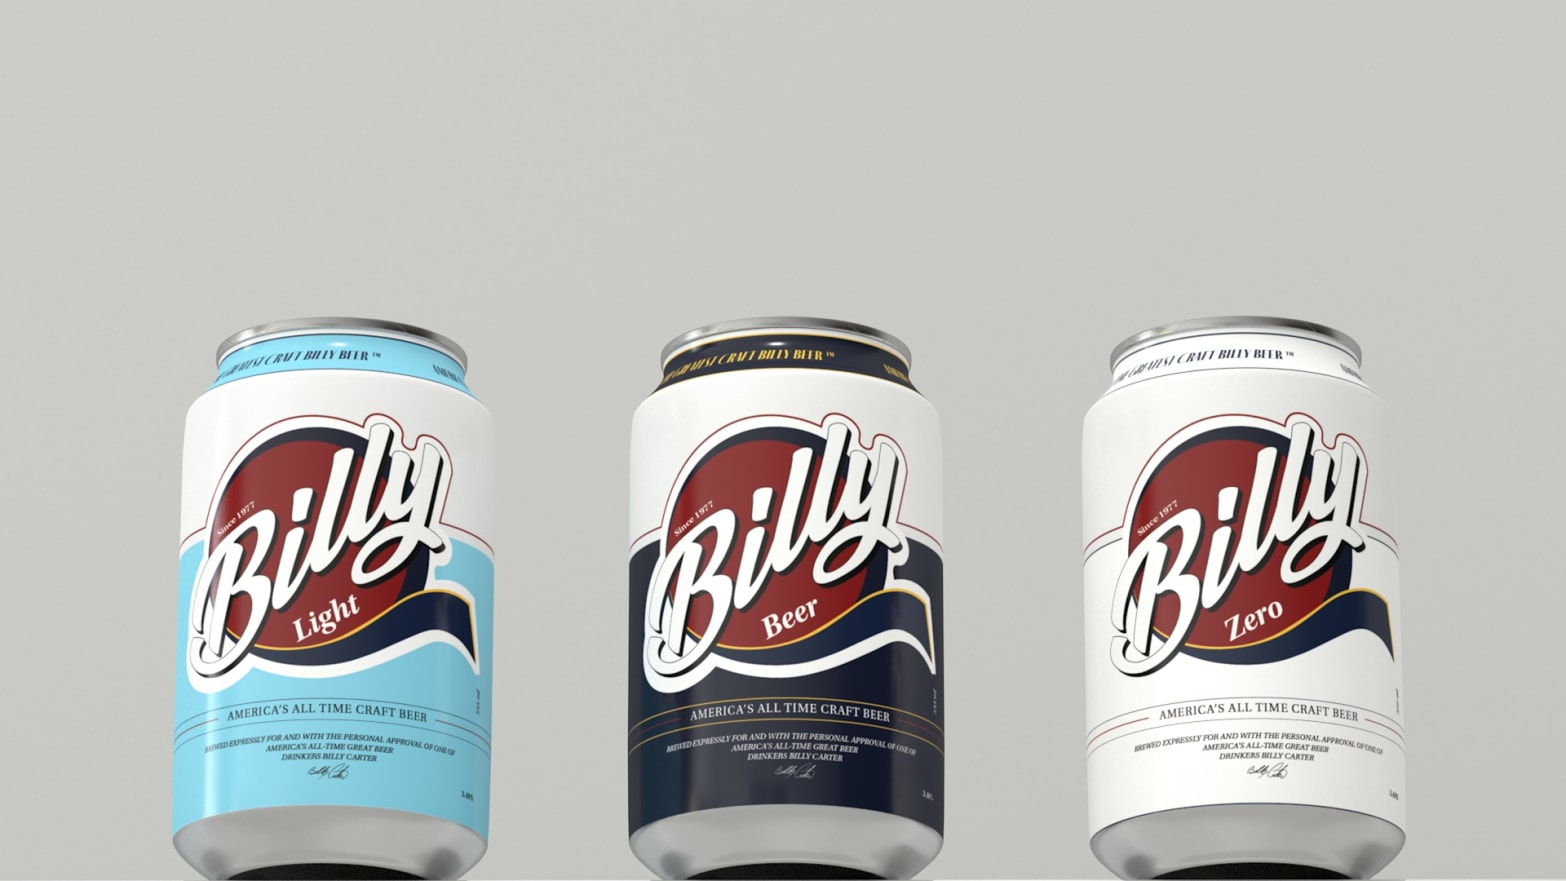 GREATEST CRAFT BILLY BEER ™
Since 1977
Billy
Light
AMERICA'S ALL TIME CRAFT BEER
BREWED EXPRESSLY FOR AND WITH THE PERSONAL APPROVAL OF ONE OF
AMERICA'S ALL-TIME GREAT BEER
DRINKERS BILLY CARTER
GREATEST CRAFT BILLY BEER ™
Since 1977
Billy
Beer
AMERICA'S ALL TIME CRAFT BEER
BREWED EXPRESSLY FOR AND WITH THE PERSONAL APPROVAL OF ONE OF
AMERICA'S ALL-TIME GREAT BEER
DRINKERS BILLY CARTER
GREATEST CRAFT BILLY BEER ™
Since 1977
Billy
Zero
AMERICA'S ALL TIME CRAFT BEER
BREWED EXPRESSLY FOR AND WITH THE PERSONAL APPROVAL OF ONE OF
AMERICA'S ALL-TIME GREAT BEER
DRINKERS BILLY CARTER